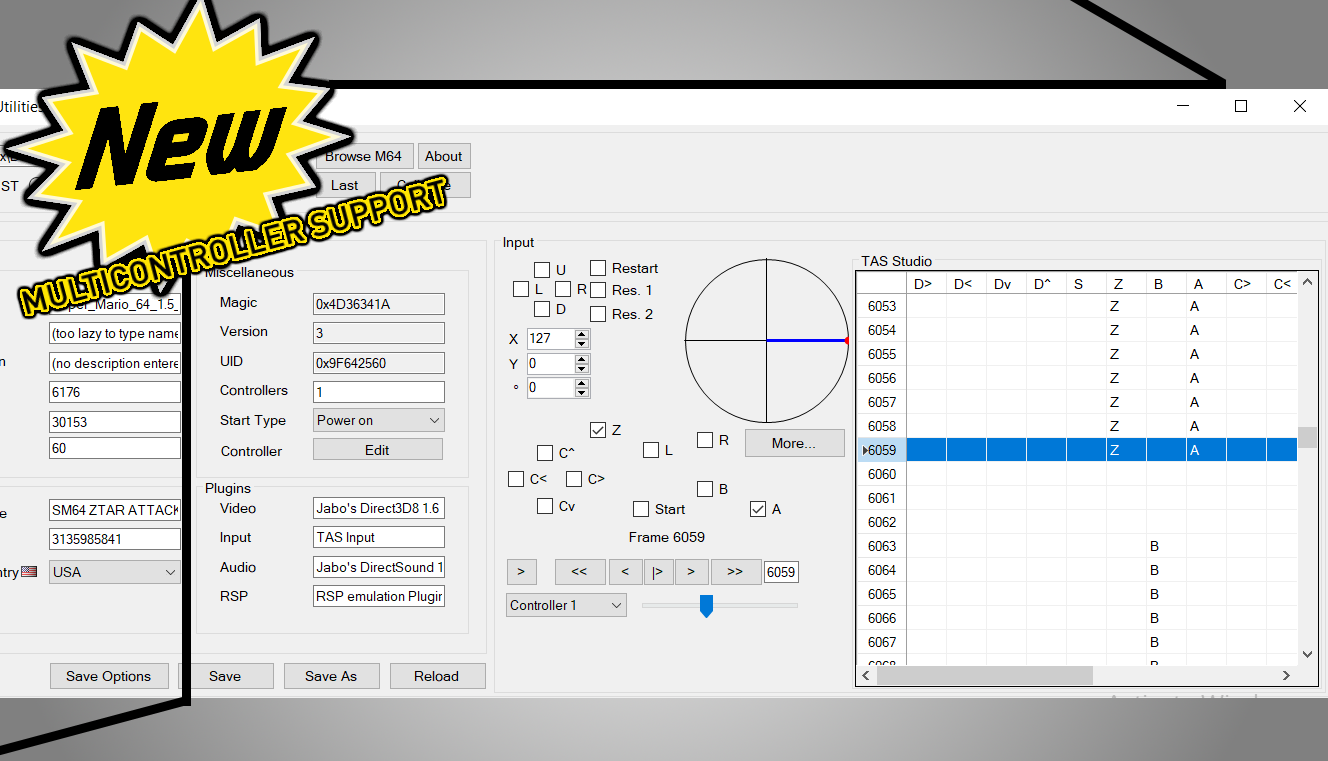 New
MULTICONTROLLER SUPPORT
Utilities
Browse M64
About
ST
Last
Miscellaneous
Magic
0x4D36341A
Version
3
UID
0x9F642560
Controllers
1
Start Type
Power on
Controller
Edit
(too lazy to type name
(no description entere
6176
30153
60
Plugins
Video
Jabo's Direct3D8 1.6
Input
TAS Input
Audio
Jabo's DirectSound 1
RSP
RSP emulation Plugin
SM64 ZTAR ATTACK
3135985841
ntry
USA
Save Options
Save
Save As
Reload
Input
U
Restart
L
R
Res. 1
D
Res. 2
X
127
Y
0
°
0
Z
C^
L
R
More...
C<
C>
B
Cv
Start
A
Frame 6059
> << < |> > >> 6059
Controller 1
TAS Studio
D> D< Dv D^ S Z B A C> C<
6053 Z A
6054 Z A
6055 Z A
6056 Z A
6057 Z A
6058 Z A
6059 Z A
6060
6061
6062
6063 B
6064 B
6065 B
6066 B
6067 B
6068 B